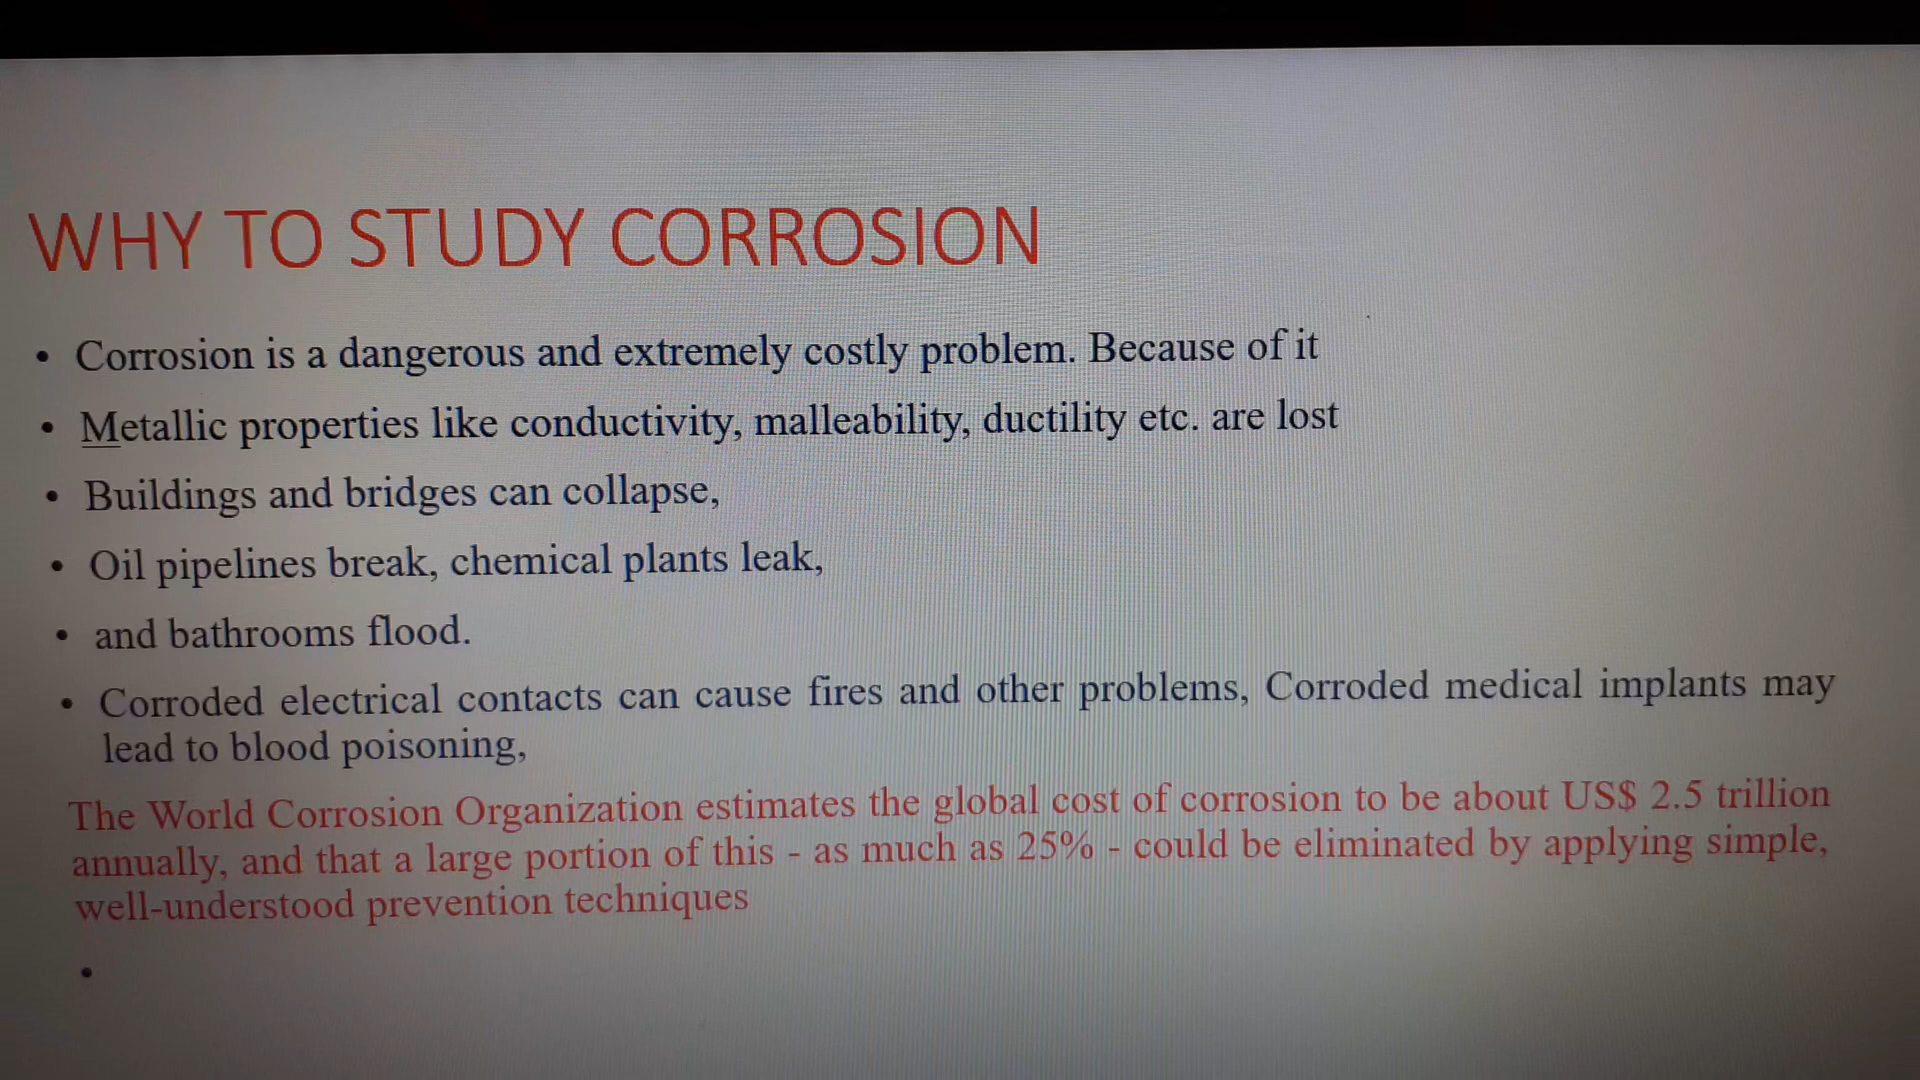 WHY TO STUDY CORROSION
• Corrosion is a dangerous and extremely costly problem. Because of it
• Metallic properties like conductivity, malleability, ductility etc. are lost
• Buildings and bridges can collapse,
• Oil pipelines break, chemical plants leak,
• and bathrooms flood.
• Corroded electrical contacts can cause fires and other problems, Corroded medical implants may
lead to blood poisoning,
The World Corrosion Organization estimates the global cost of corrosion to be about US$ 2.5 trillion
annually, and that a large portion of this - as much as 25% - could be eliminated by applying simple,
well-understood prevention techniques
•